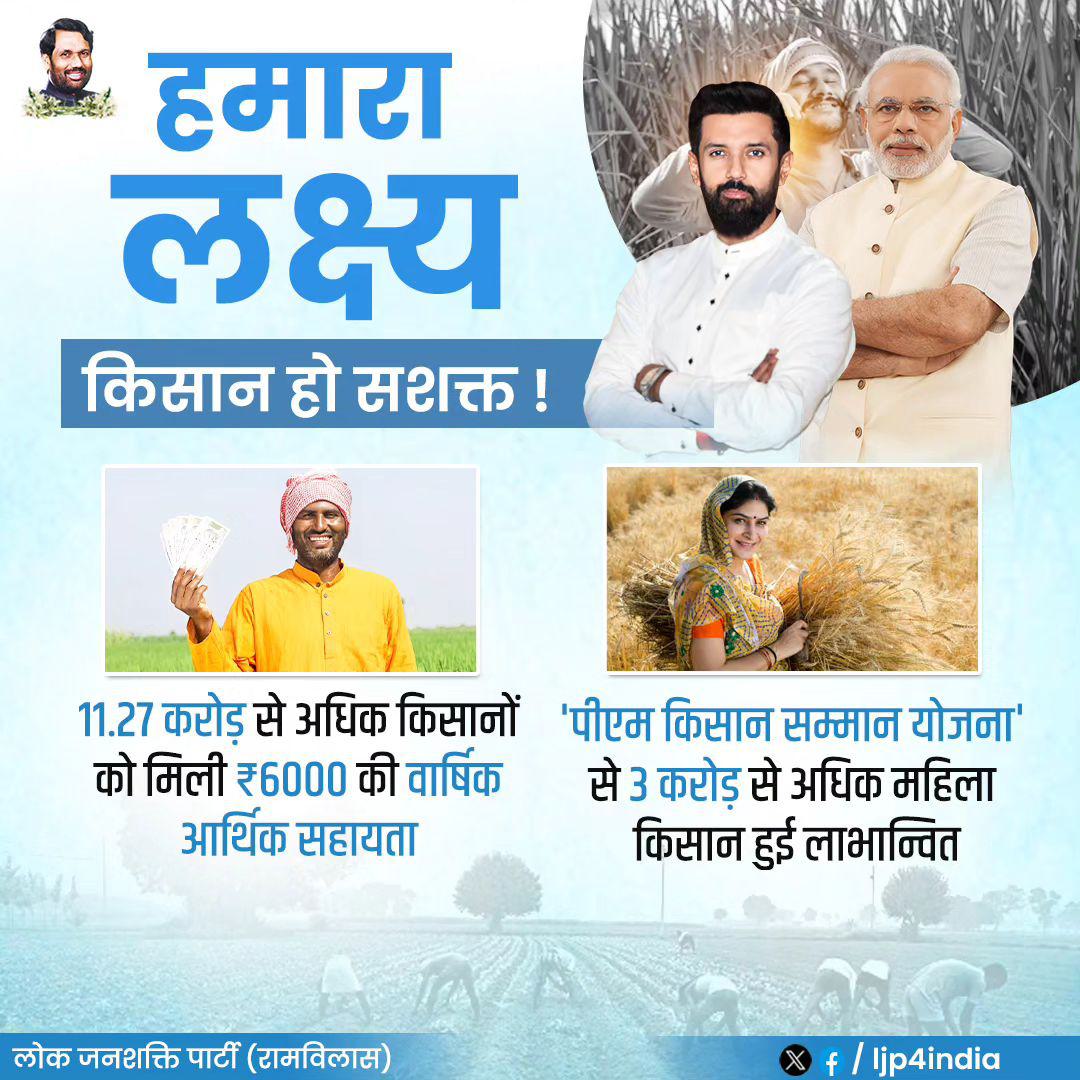 हमारा
लक्ष्य
किसान हो सशक्त !
11.27 करोड़ से अधिक किसानों
को मिली ₹6000 की वार्षिक
आर्थिक सहायता
'पीएम किसान सम्मान योजना'
से 3 करोड़ से अधिक महिला
किसान हुई लाभान्वित
लोक जनशक्ति पार्टी (रामविलास)
X f / ljp4india